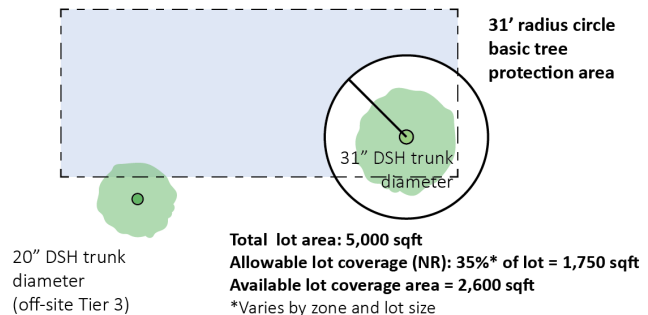 31’ radius circle
basic tree
protection area
31” DSH trunk
diameter
20” DSH trunk
diameter
(off-site Tier 3)
Total lot area: 5,000 sqft
Allowable lot coverage (NR): 35%* of lot = 1,750 sqft
Available lot coverage area = 2,600 sqft
*Varies by zone and lot size